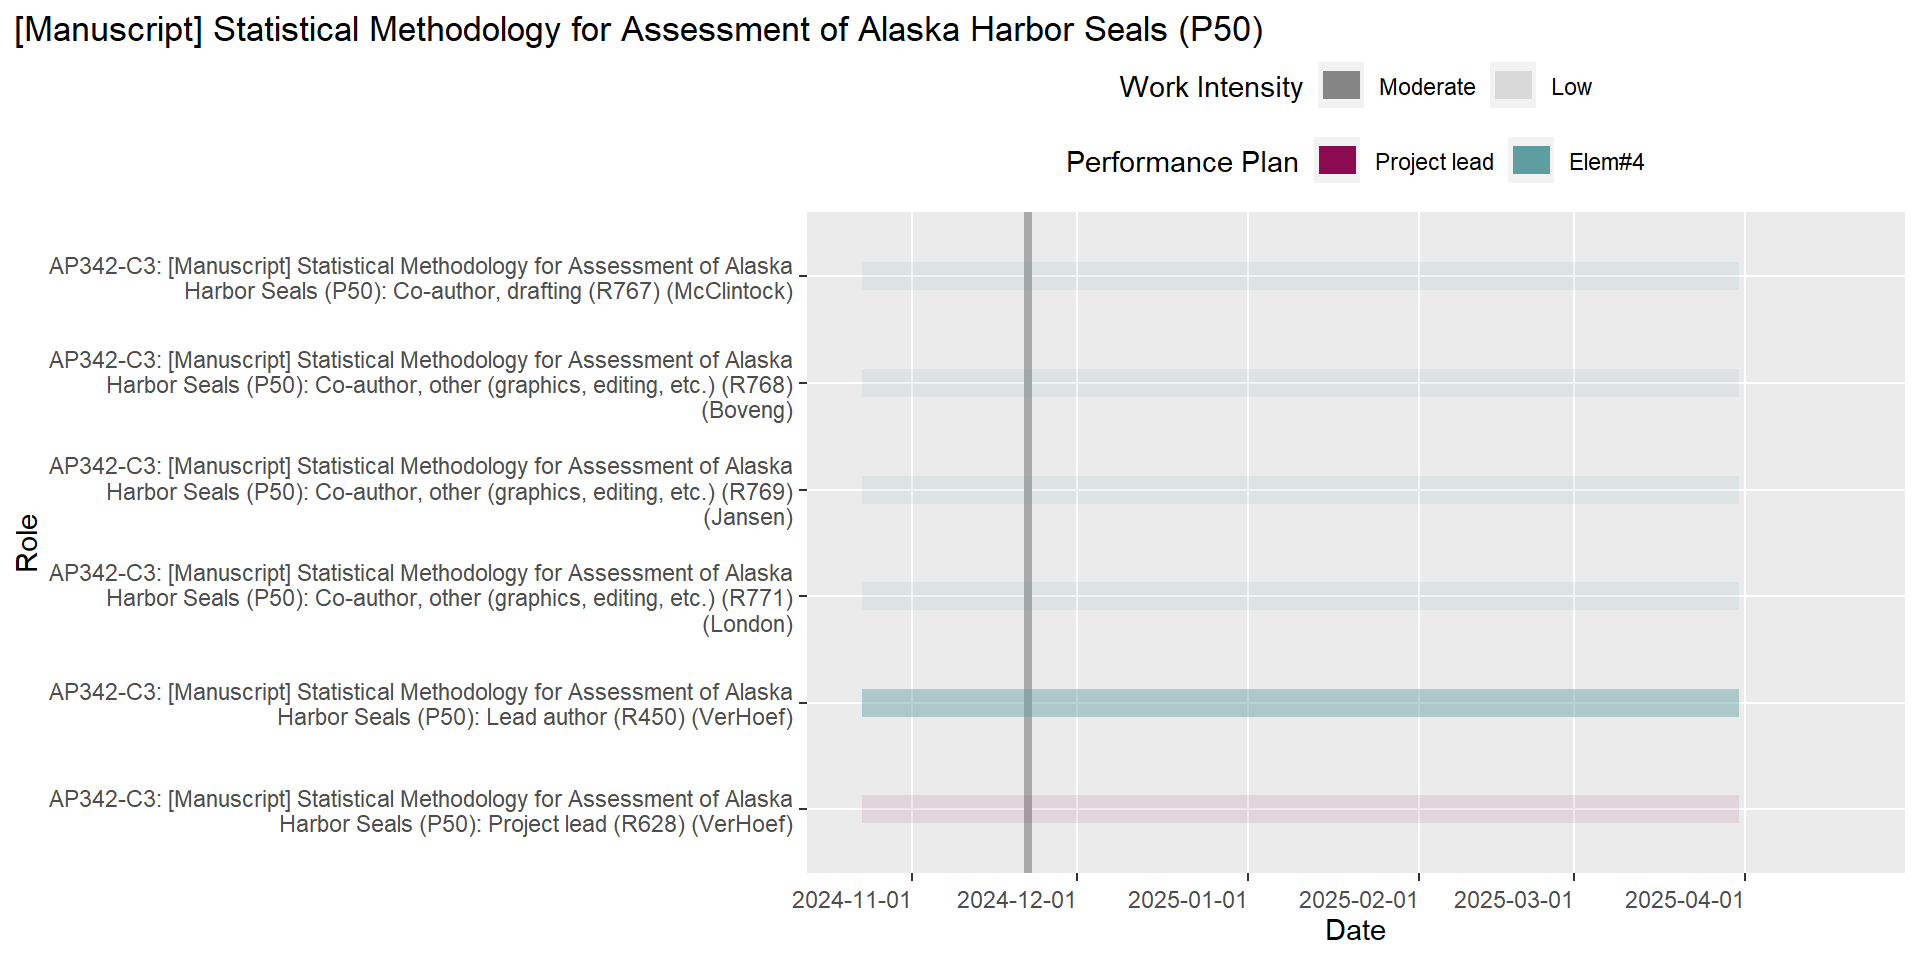 [Manuscript] Statistical Methodology for Assessment of Alaska Harbor Seals (P50)
Work Intensity Moderate Low
Performance Plan Project lead Elem#4
AP342-C3: [Manuscript] Statistical Methodology for Assessment of Alaska
Harbor Seals (P50): Co-author, drafting (R767) (McClintock)
AP342-C3: [Manuscript] Statistical Methodology for Assessment of Alaska
Harbor Seals (P50): Co-author, other (graphics, editing, etc.) (R768)
(Boveng)
AP342-C3: [Manuscript] Statistical Methodology for Assessment of Alaska
Harbor Seals (P50): Co-author, other (graphics, editing, etc.) (R769)
(Jansen)
AP342-C3: [Manuscript] Statistical Methodology for Assessment of Alaska
Harbor Seals (P50): Co-author, other (graphics, editing, etc.) (R771)
(London)
AP342-C3: [Manuscript] Statistical Methodology for Assessment of Alaska
Harbor Seals (P50): Lead author (R450) (VerHoef)
AP342-C3: [Manuscript] Statistical Methodology for Assessment of Alaska
Harbor Seals (P50): Project lead (R628) (VerHoef)
Role
2024-11-01 2024-12-01 2025-01-01 2025-02-01 2025-03-01 2025-04-01
Date